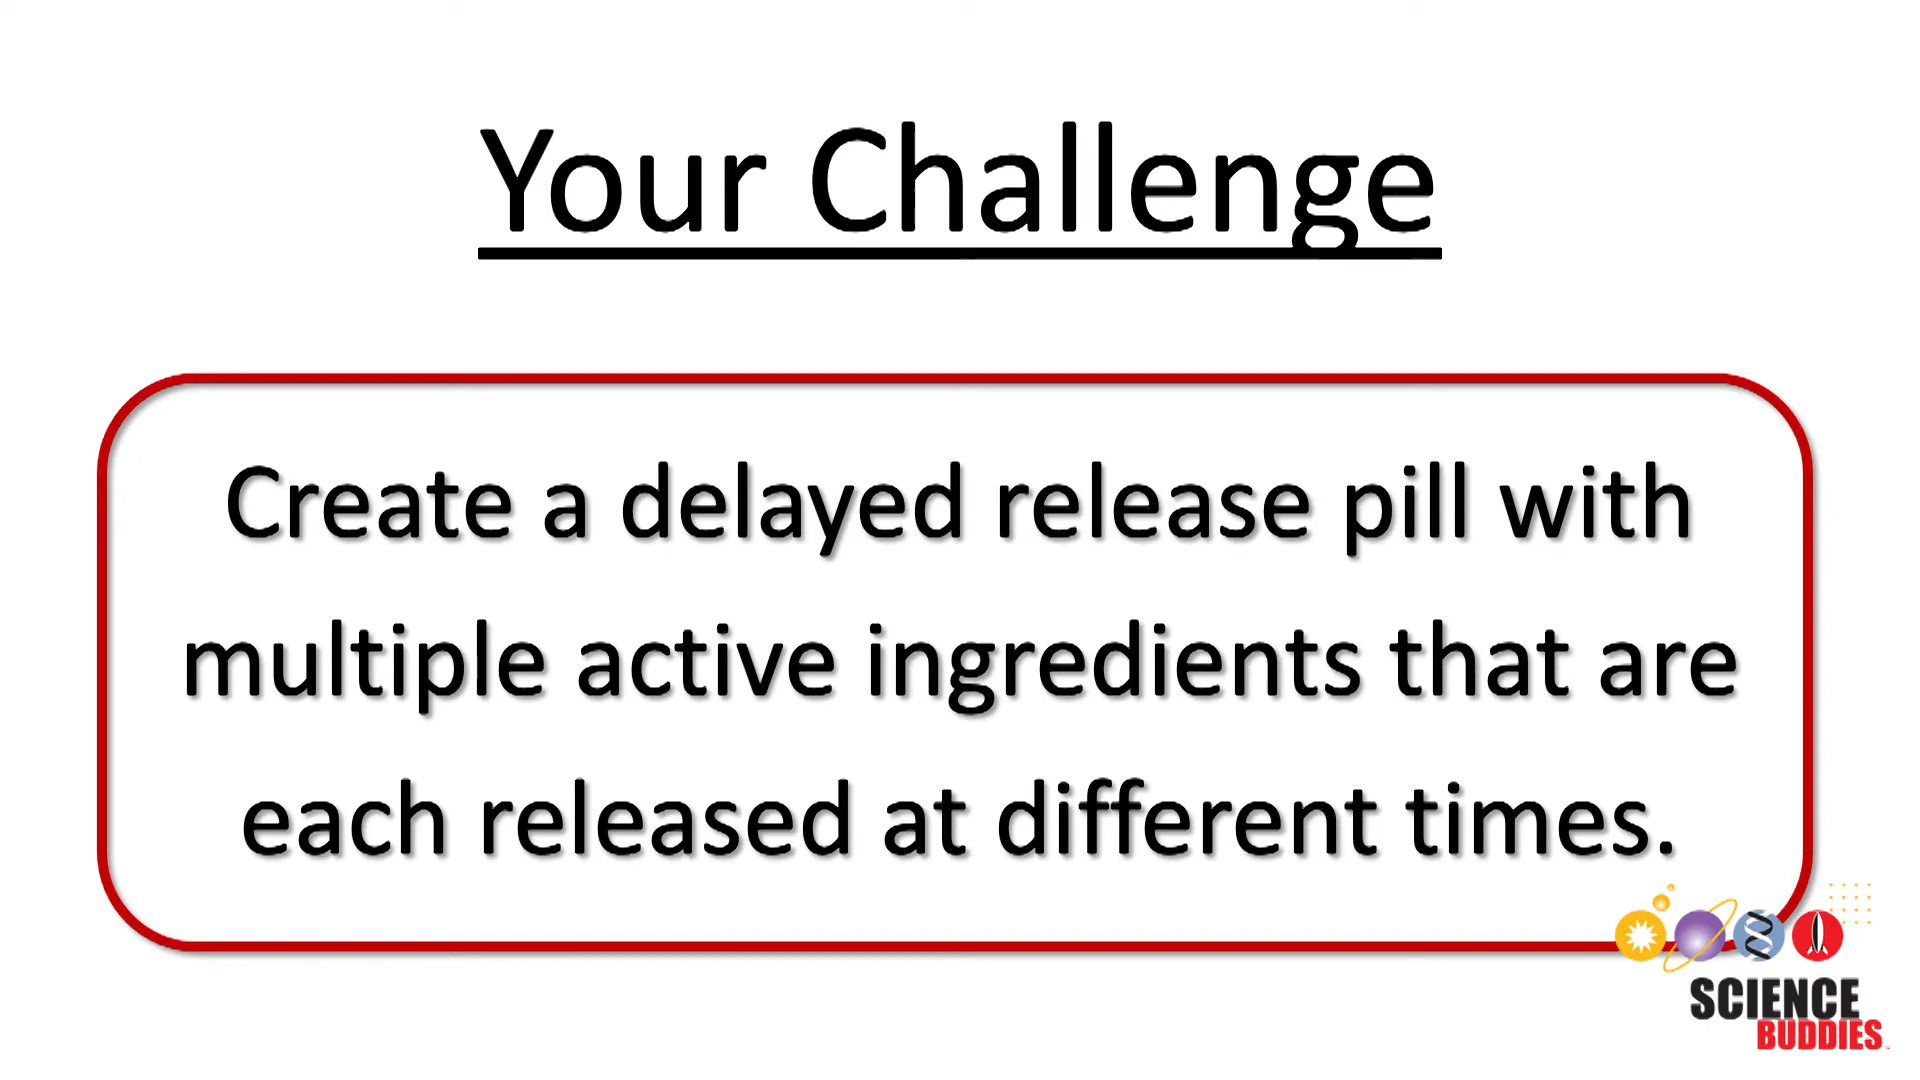 Your Challenge
Create a delayed release pill with
multiple active ingredients that are
each released at different times.
SCIENCE
BUDDIES